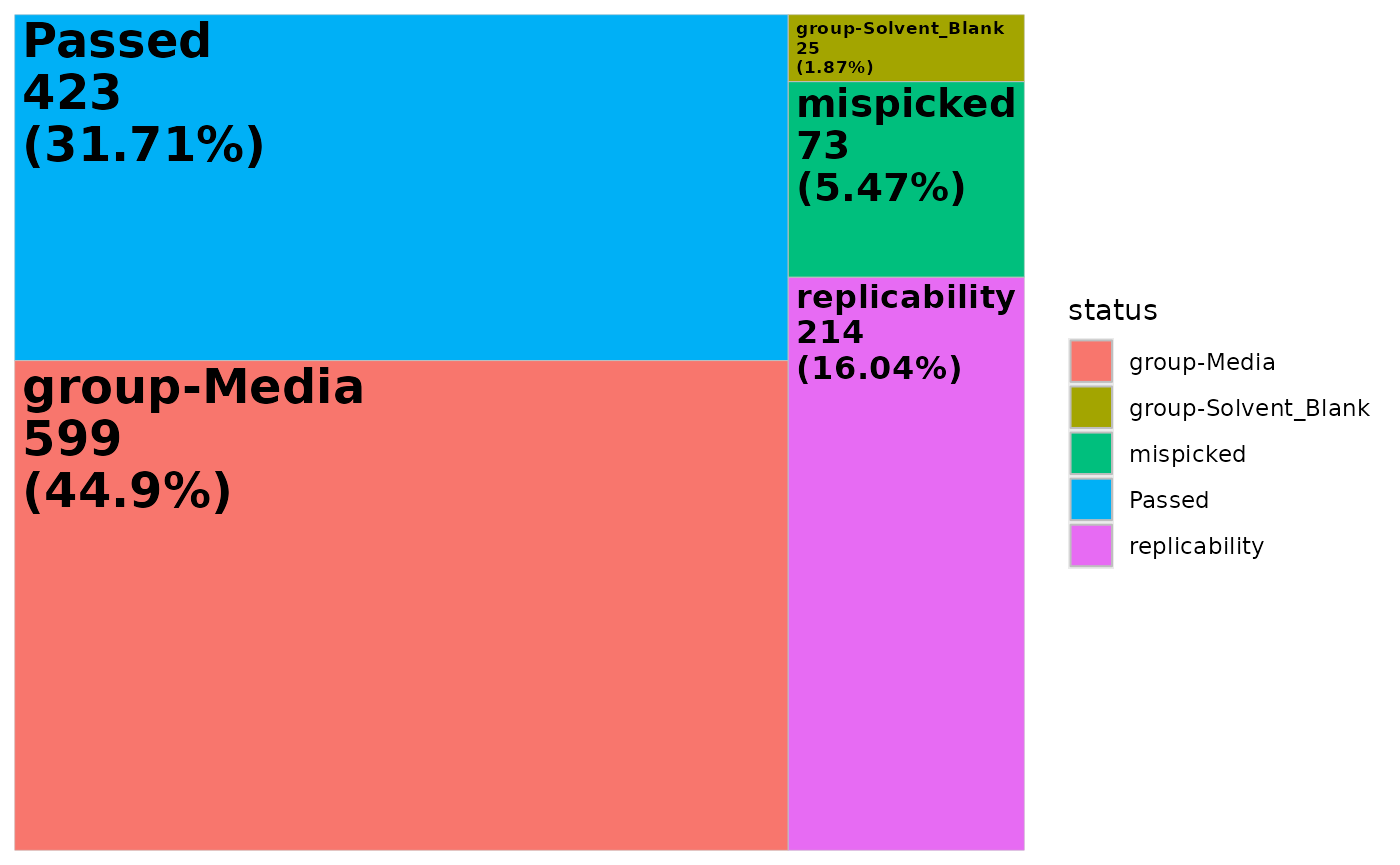 Passed
423
(31.71%)
group-Media
599
(44.9%)
group-Solvent_Blank
25
(1.87%)
mispicked
73
(5.47%)
replicability
214
(16.04%)
status
group-Media
group-Solvent_Blank
mispicked
Passed
replicability